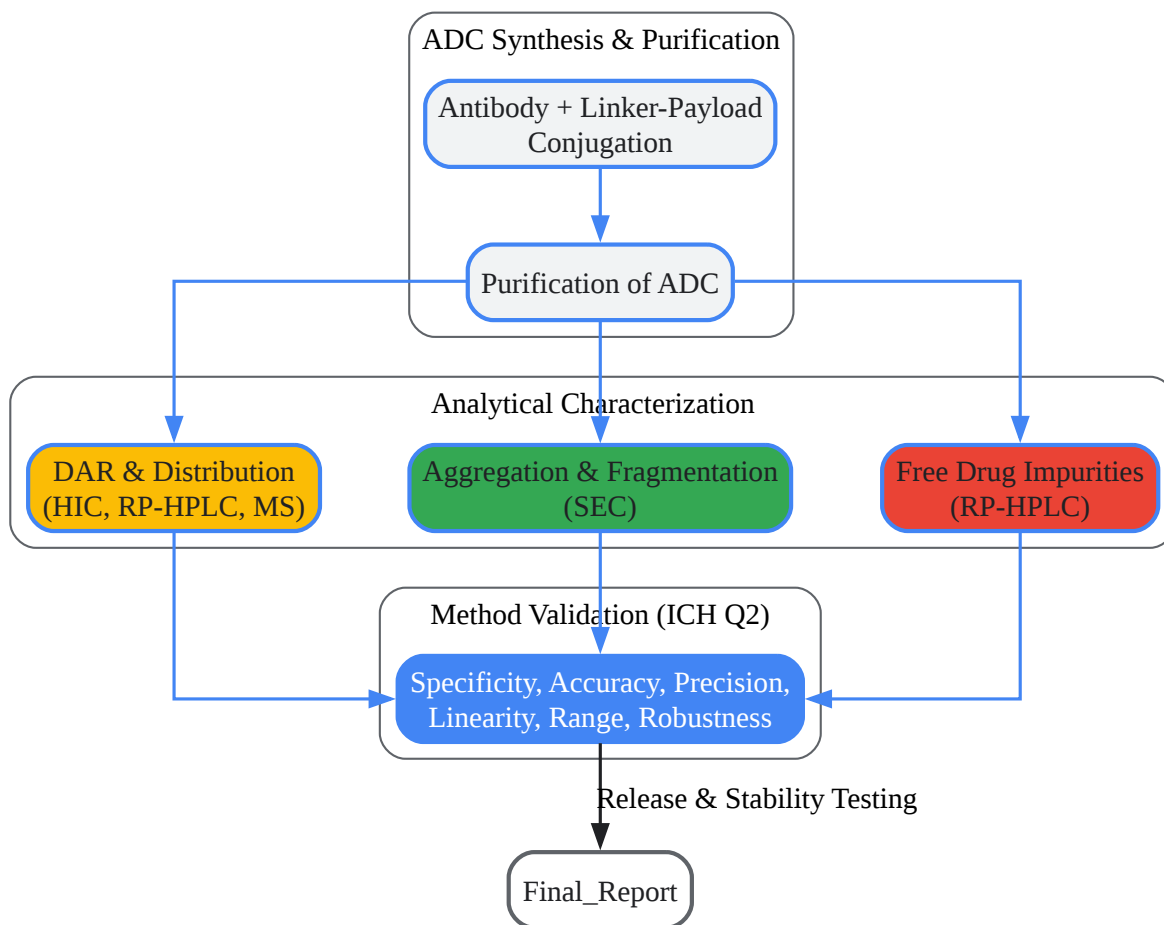 ADC Synthesis & Purification
Antibody + Linker-Payload
Conjugation
Purification of ADC
Analytical Characterization
DAR & Distribution
(HIC, RP-HPLC, MS)
Aggregation & Fragmentation
(SEC)
Free Drug Impurities
(RP-HPLC)
Method Validation (ICH Q2)
Specificity, Accuracy, Precision,
Linearity, Range, Robustness
Release & Stability Testing
Final_Report